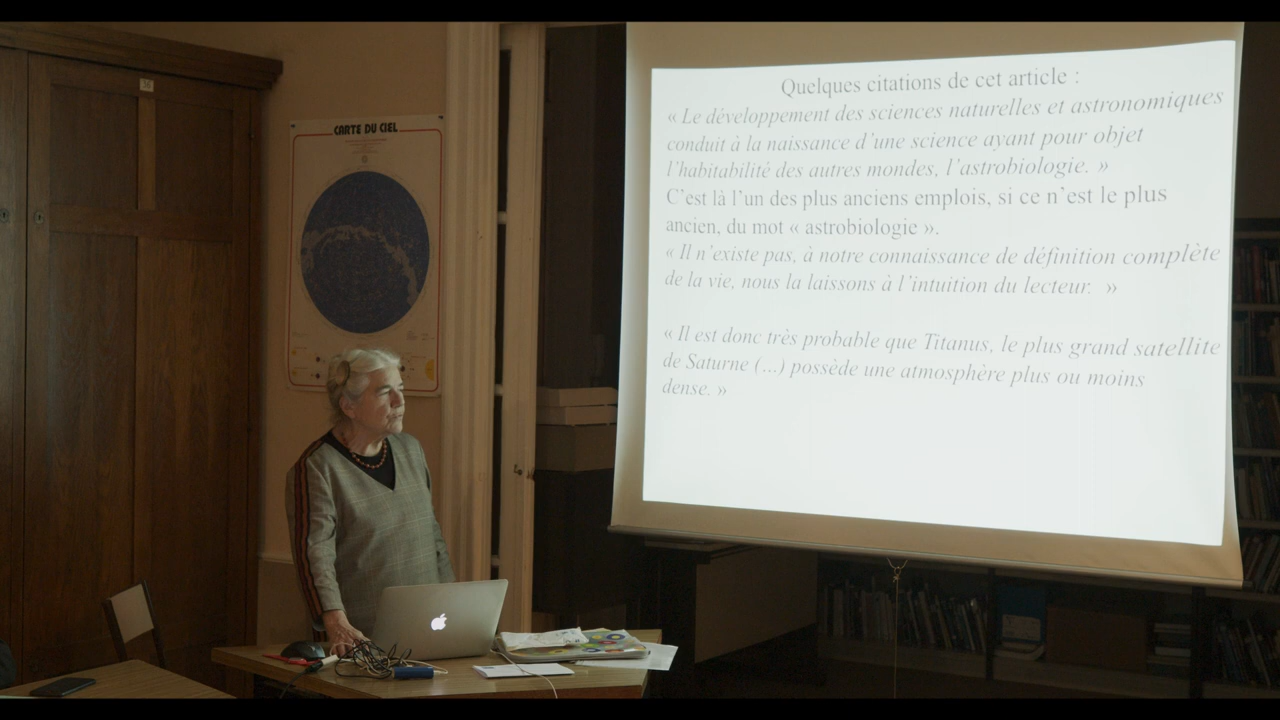 CARTE DU CIEL
Quelques citations de cet article :
« Le développement des sciences naturelles et astronomiques
conduit à la naissance d’une science ayant pour objet
l’habitabilité des autres mondes, l’astrobiologie. »
C’est là l’un des plus anciens emplois, si ce n’est le plus
ancien, du mot « astrobiologie ».
« Il n’existe pas, à notre connaissance de définition complète
de la vie, nous la laissons à l’intuition du lecteur. »
« Il est donc très probable que Titanus, le plus grand satellite
de Saturne (...) possède une atmosphère plus ou moins
dense. »